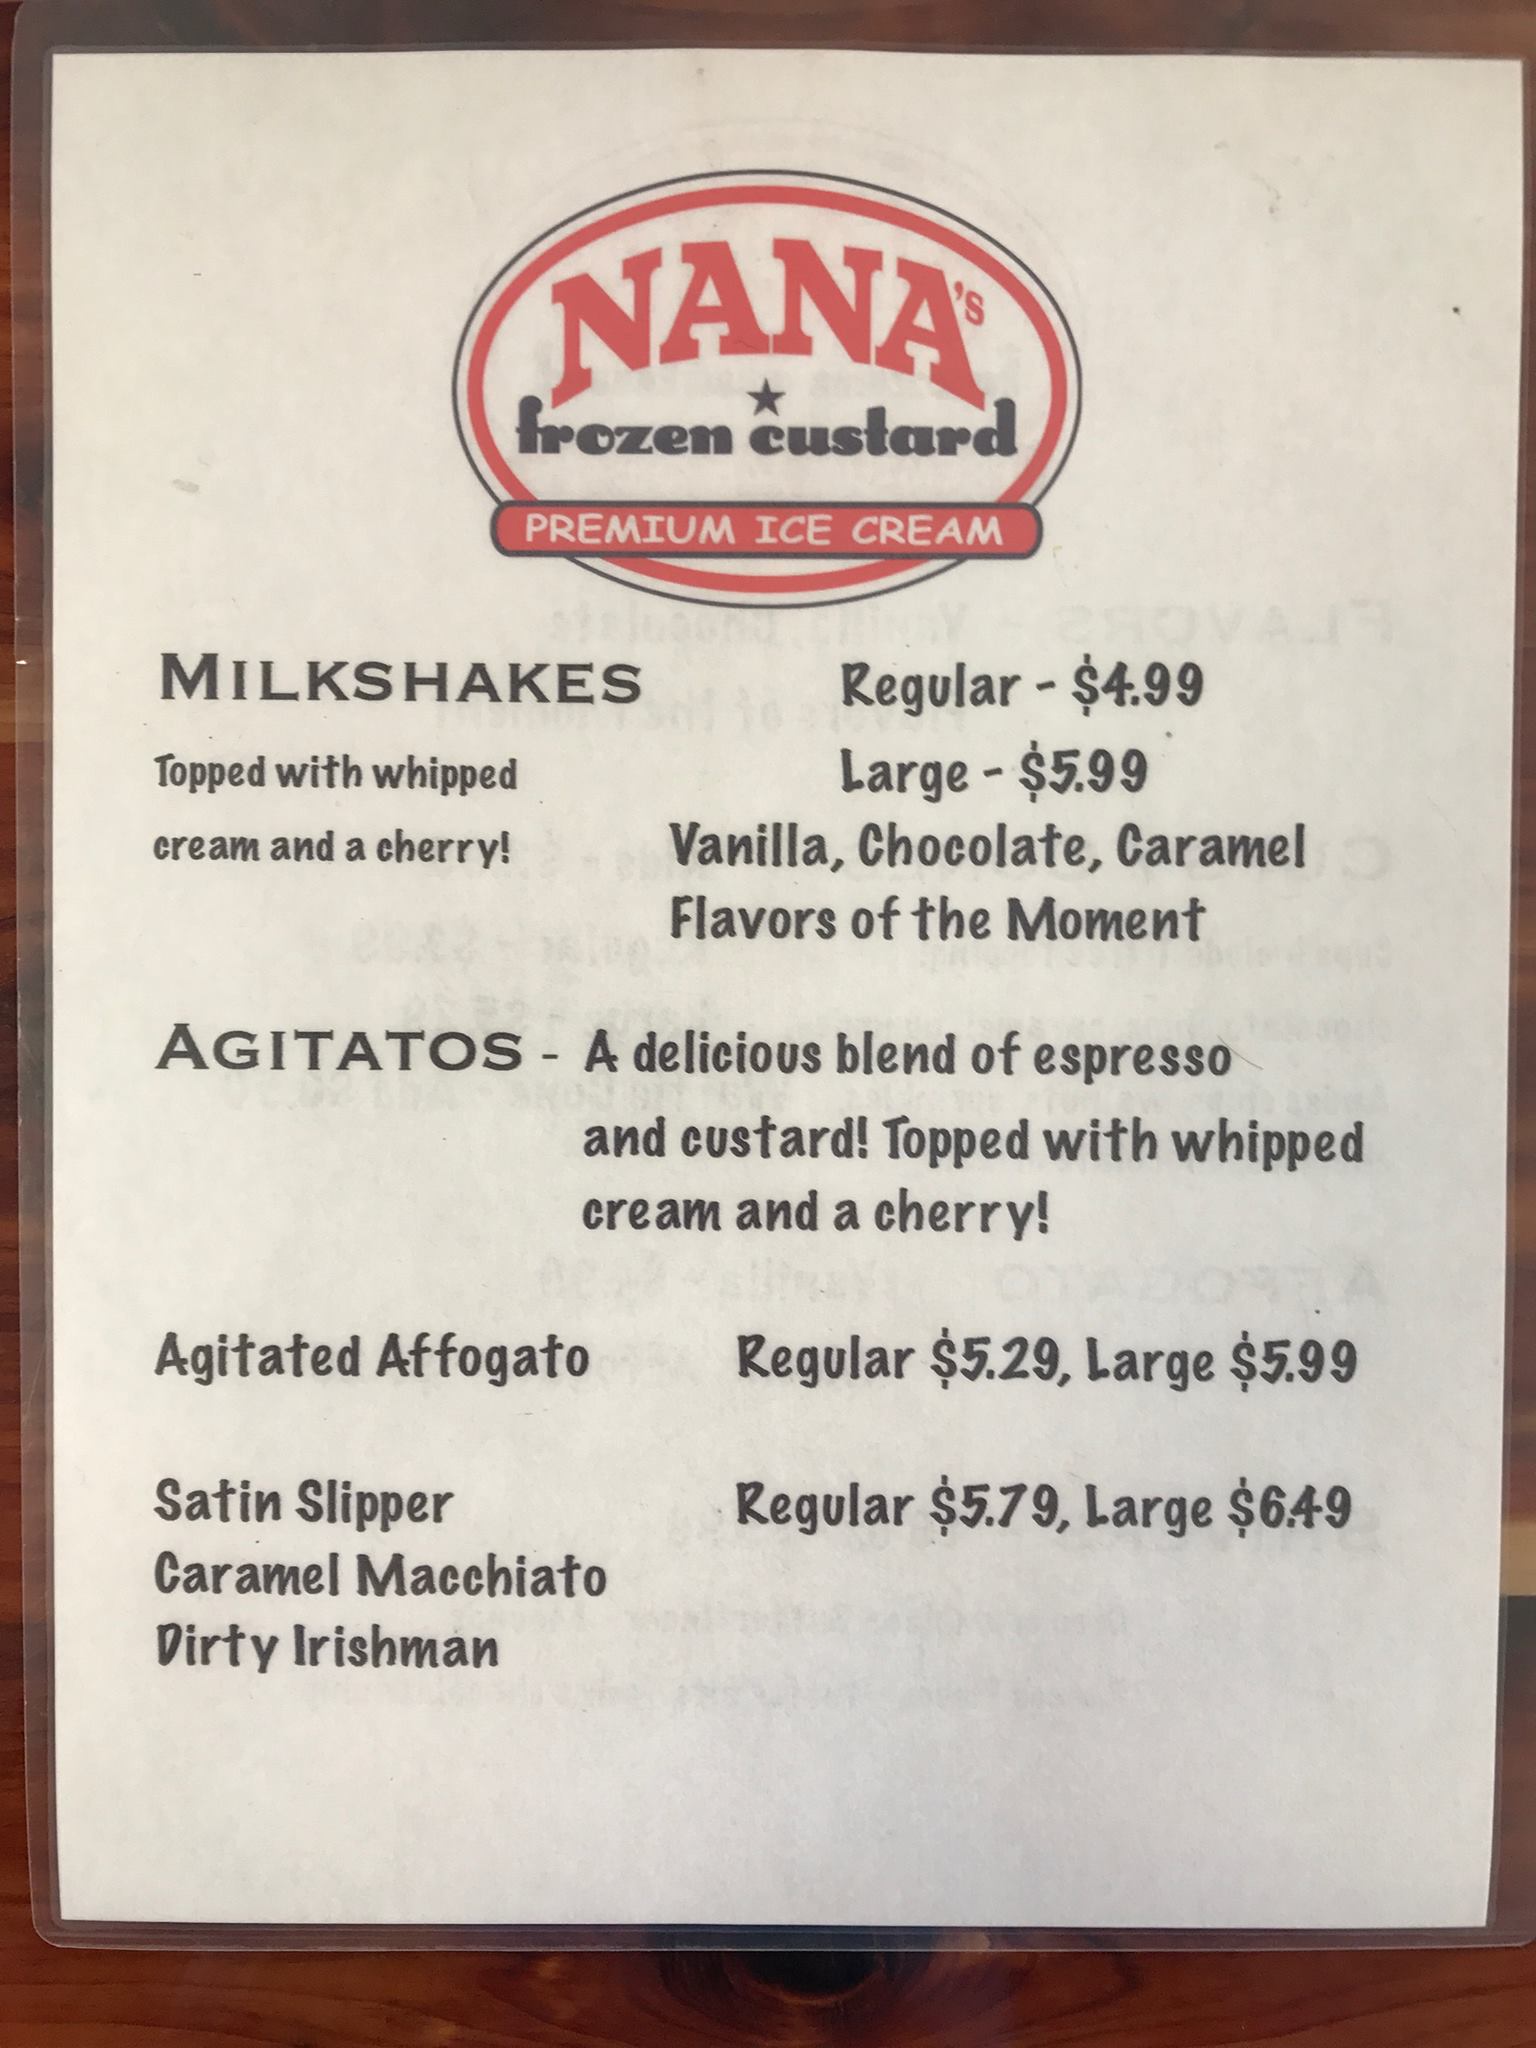 NANA's
frozen custard
PREMIUM ICE CREAM
MILKSHAKES Regular - $4.99
Topped with whipped Large - $5.99
cream and a cherry! Vanilla, Chocolate, Caramel
Flavors of the Moment
AGITATOS - A delicious blend of espresso
and custard! Topped with whipped
cream and a cherry!
Agitated Affogato Regular $5.29, Large $5.99
Satin Slipper Regular $5.79, Large $6.49
Caramel Macchiato
Dirty Irishman